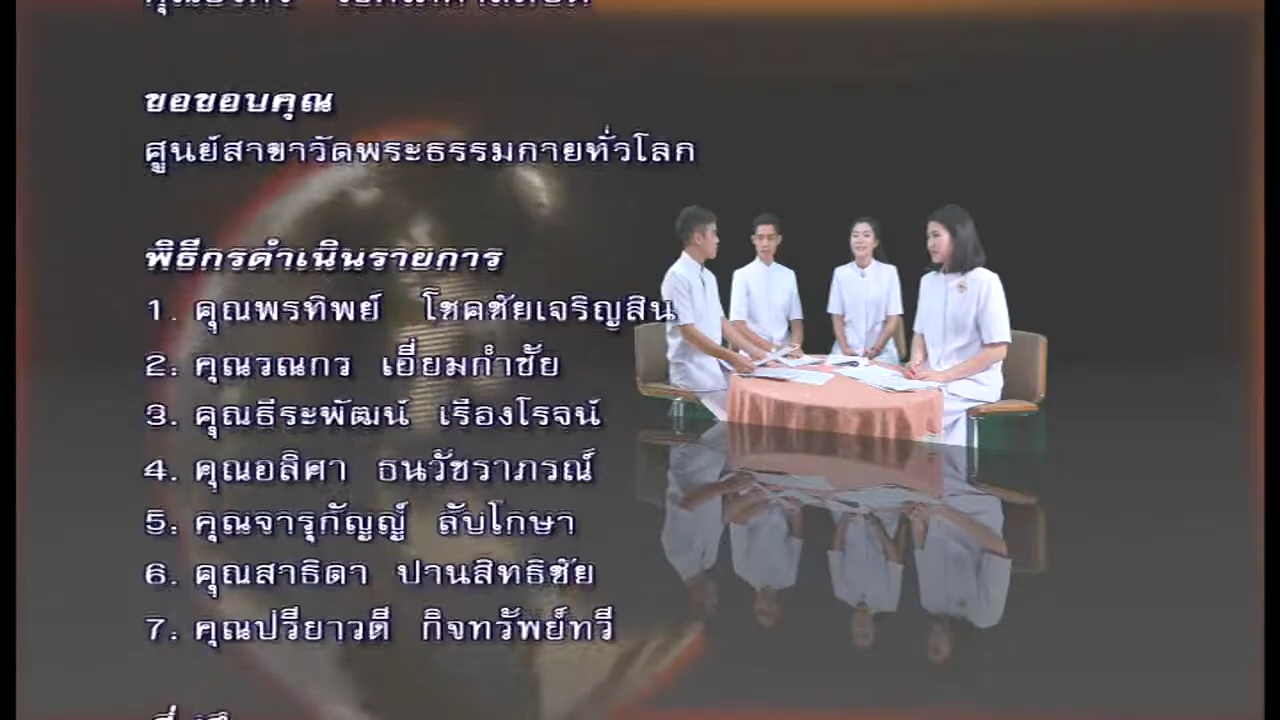 ขอขอบคุณ
ศูนย์สาขาวัดพระธรรมกายทั่วโลก
พิธีกรดำเนินรายการ
1. คุณพรทิพย์ โชคชัยเจริญสิน
2. คุณวณกว เอี่ยมกำชัย
3. คุณธีระพัฒน์ เรืองโรจน์
4. คุณอลิศา ธนวัชราภรณ์
5. คุณจารุกัญญ์ ลับโกษา
6. คุณสาธิดา ปานสิทธิชัย
7. คุณปวียาวดี กิจทวัพย์ทวี